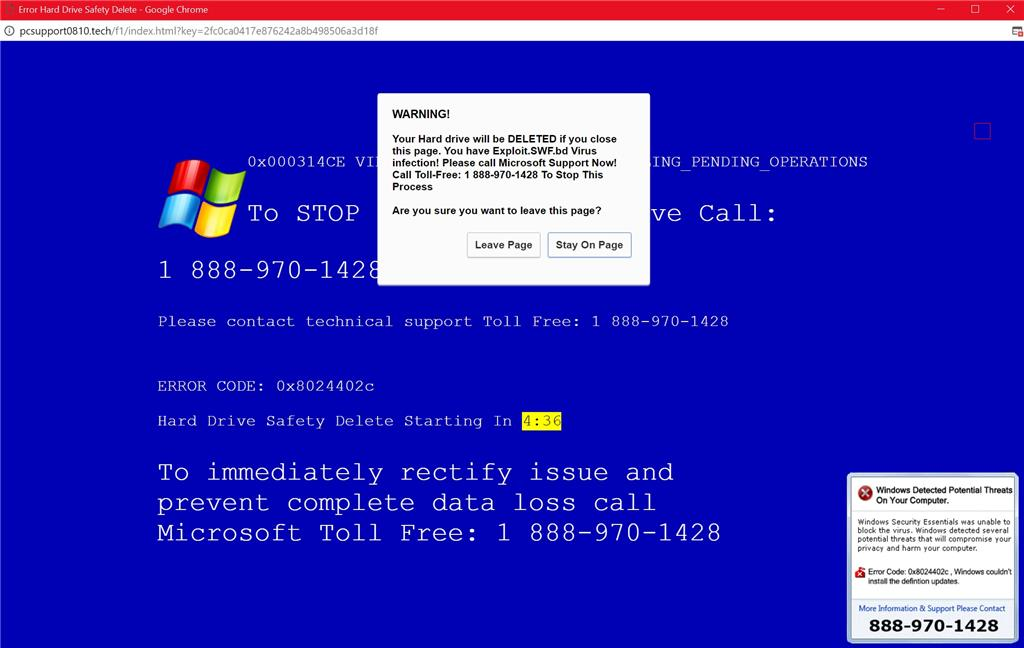 Error Hard Drive Safety Delete - Google Chrome
pcsupport0810.tech/f1/index.html?key=2fc0ca0417e876242a8b498506a3d18f
WARNING!
Your Hard drive will be DELETED if you close
this page. You have Exploit.SWF.bd Virus
infection! Please call Microsoft Support Now!
Call Toll-Free: 1 888-970-1428 To Stop This
Process
Are you sure you want to leave this page?
Leave Page Stay On Page
0x000314CE ING_PENDING_OPERATIONS
To STOP ve Call:
1 888-970-1428
Please contact technical support Toll Free: 1 888-970-1428
ERROR CODE: 0x8024402c
Hard Drive Safety Delete Starting In 4:36
To immediately rectify issue and
prevent complete data loss call
Microsoft Toll Free: 1 888-970-1428
Windows Detected Potential Threats
On Your Computer.
Windows Security Essentials was unable to
block the virus. Windows detected several
potential threats that will compromise your
privacy and harm your computer.
Error Code: 0x8024402c , Windows couldn't
install the defintion updates.
More Information & Support Please Contact
888-970-1428